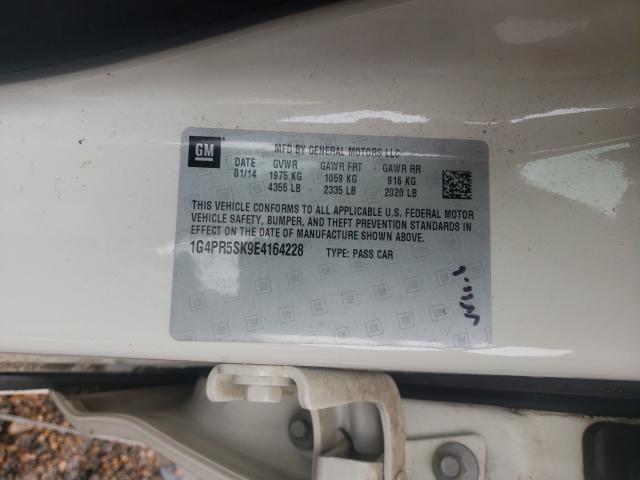 GM
MFD BY GENERAL MOTORS LLC
DATE GVWR GAWR FRT GAWR RR
01/14 1975 KG 1059 KG 916 KG
4355 LB 2335 LB 2020 LB
THIS VEHICLE CONFORMS TO ALL APPLICABLE U.S. FEDERAL MOTOR
VEHICLE SAFETY, BUMPER, AND THEFT PREVENTION STANDARDS
IN EFFECT ON THE DATE OF MANUFACTURE SHOWN ABOVE.
1G4PR5SK9E4164228 TYPE: PASS CAR